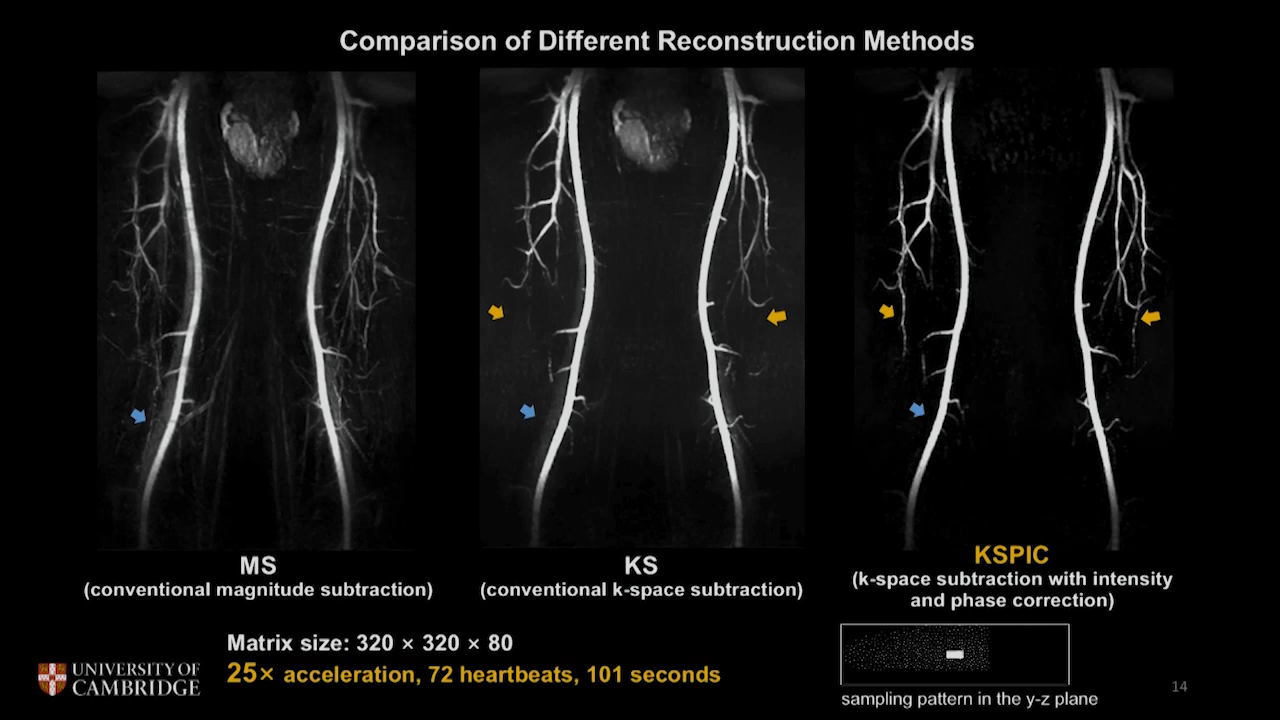 Comparison of Different Reconstruction Methods
MS
(conventional magnitude subtraction)
KS
(conventional k-space subtraction)
KSPIC
(k-space subtraction with intensity
and phase correction)
Matrix size: 320 × 320 × 80
25× acceleration, 72 heartbeats, 101 seconds
UNIVERSITY OF
CAMBRIDGE
sampling pattern in the y-z plane
14